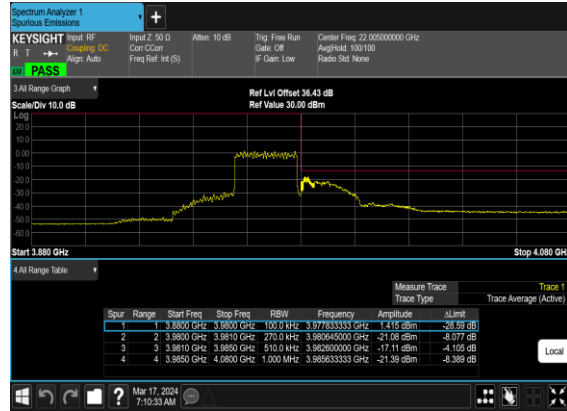 Spectrum Analyzer 1
Spurious Emissions
KEYSIGHT Input: RF Input Z: 50 Ω Atten: 10 dB Trig: Free Run Center Freq: 22.005000000 GHz
R T Coupling: DC Corr CCorr Gate: Off Avg|Hold: 100/100
Align: Auto Freq Ref: Int (S) IF Gain: Low Radio Std: None
PASS
3 All Range Graph
Ref Lvl Offset 36.43 dB
Scale/Div 10.0 dB Ref Value 30.00 dBm
Log
20.0
10.0
0.00
-10.0
-20.0
-30.0
-40.0
-50.0
-60.0
Start 3.880 GHz Stop 4.080 GH
4 All Range Table
Measure Trace Trace 1
Trace Type Trace Average (Active)
Spur Range Start Freq Stop Freq RBW Frequency Amplitude ΔLimit
1 1 3.8800 GHz 3.9800 GHz 100.0 kHz 3.977833333 GHz 1.415 dBm -28.59 dB
2 2 3.9800 GHz 3.9810 GHz 270.0 kHz 3.980645000 GHz -21.08 dBm -8.077 dB
3 3 3.9810 GHz 3.9850 GHz 510.0 kHz 3.982600000 GHz -17.11 dBm -4.105 dB
4 4 3.9850 GHz 4.0800 GHz 1.000 MHz 3.985633333 GHz -21.39 dBm -8.389 dB
Local
? Mar 17, 2024
7:10:33 AM